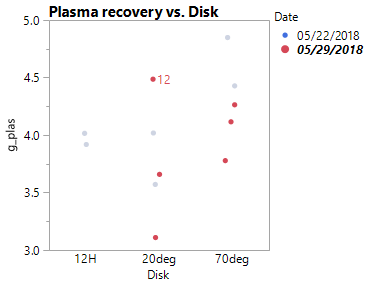 Plasma recovery vs. Disk
Date
05/22/2018
05/29/2018
5.0
4.5
4.0
3.5
3.0
g_plas
12
12H 20deg 70deg
Disk